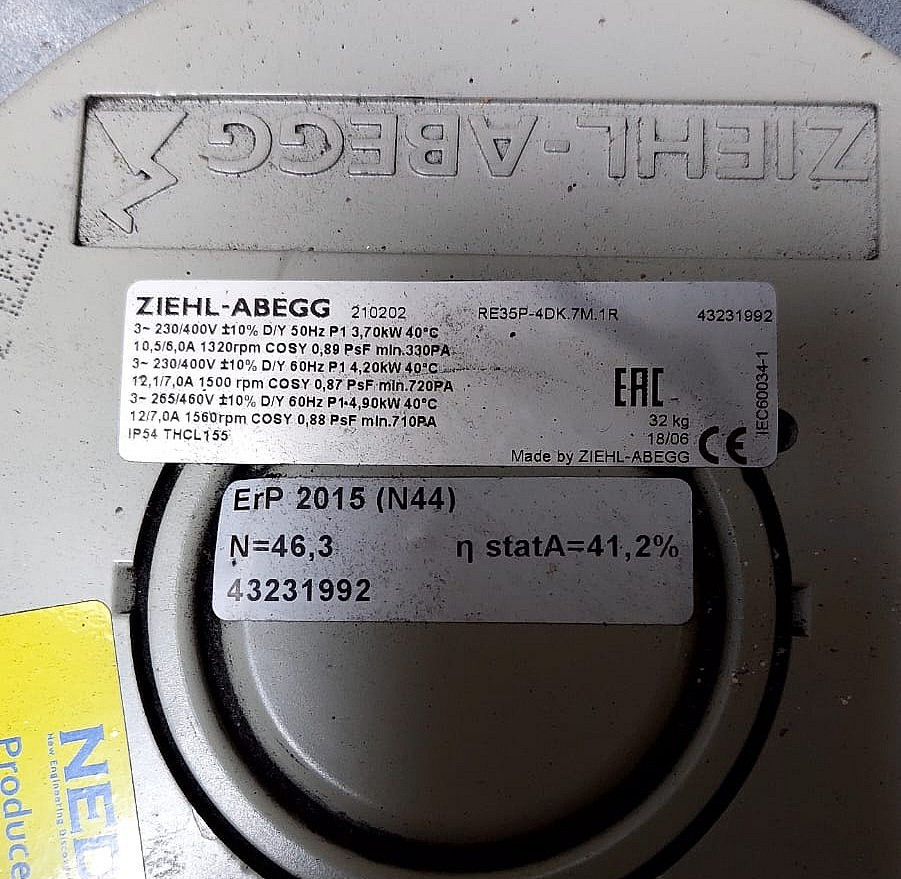 ZIEHL-ABEGG
ZIEHL-ABEGG 210202 RE35P-4DK.7M.1R 43231992
3~ 230/400V ±10% D/Y 50Hz P1 3,70kW 40°C
10,5/6,0A 1320rpm COSY 0,89 PsF min.330PA
3~ 230/400V ±10% D/Y 60Hz P1 4,20kW 40°C
12,1/7,0A 1500 rpm COSY 0,87 PsF min.720PA
3~ 265/460V ±10% D/Y 60Hz P1 4,90kW 40°C
12/7,0A 1560rpm COSY 0,88 PsF min.710PA
IP54 THCL155
EAC
32 kg
18/06
Made by ZIEHL-ABEGG
CE
IEC60034-1
ErP 2015 (N44)
N=46,3 η statA=41,2%
43231992
NED
New Engineering
Produce